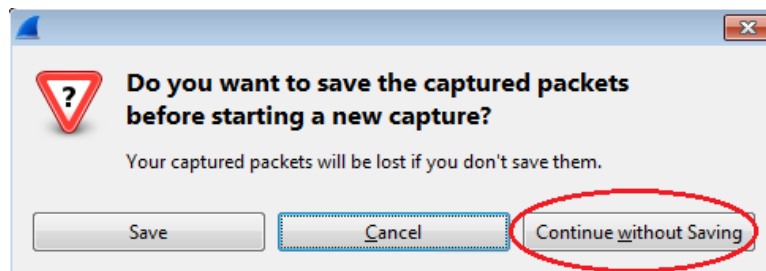 ?
Do you want to save the captured packets
before starting a new capture?
Your captured packets will be lost if you don't save them.
Save
Cancel
Continue without Saving